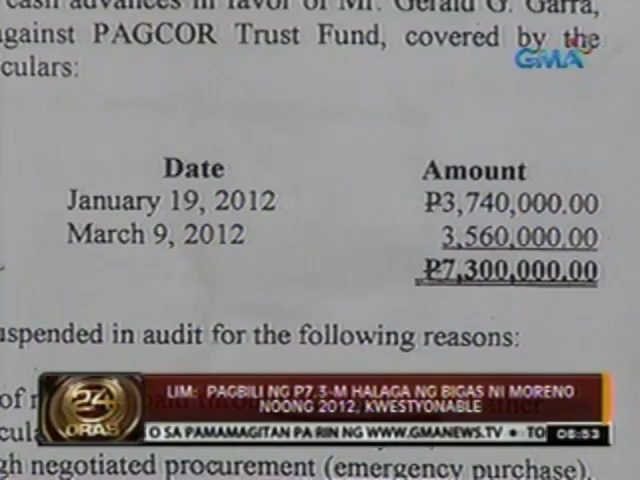 cash advances in favor of Mr. Gerald G. Garra,
against PAGCOR Trust Fund, covered by the
culars:
GMA
Date Amount
January 19, 2012 ₱3,740,000.00
March 9, 2012 3,560,000.00
₱7,300,000.00
uspended in audit for the following reasons:
LIM: PAGBILI NG P7.3-M HALAGA NG BIGAS NI MORENO
NOONG 2012, KWESTYONABLE
24
ORAS
O SA PAMAMAGITAN PA RIN NG WWW.GMANEWS.TV • TO
of
cula
gh negotiated procurement (emergency purchase).